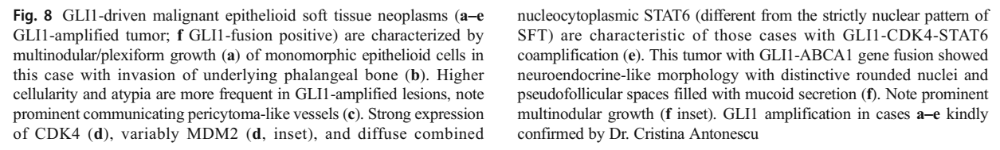 Fig. 8 GLI1-driven malignant epithelioid soft tissue neoplasms (a–e
GLI1-amplified tumor; f GLI1-fusion positive) are characterized by
multinodular/plexiform growth (a) of monomorphic epithelioid cells in
this case with invasion of underlying phalangeal bone (b). Higher
cellularity and atypia are more frequent in GLI1-amplified lesions, note
prominent communicating pericytoma-like vessels (c). Strong expression
of CDK4 (d), variably MDM2 (d, inset), and diffuse combined
nucleocytoplasmic STAT6 (different from the strictly nuclear pattern of
SFT) are characteristic of those cases with GLI1-CDK4-STAT6
coamplification (e). This tumor with GLI1-ABCA1 gene fusion showed
neuroendocrine-like morphology with distinctive rounded nuclei and
pseudofollicular spaces filled with mucoid secretion (f). Note prominent
multinodular growth (f inset). GLI1 amplification in cases a–e kindly
confirmed by Dr. Cristina Antonescu